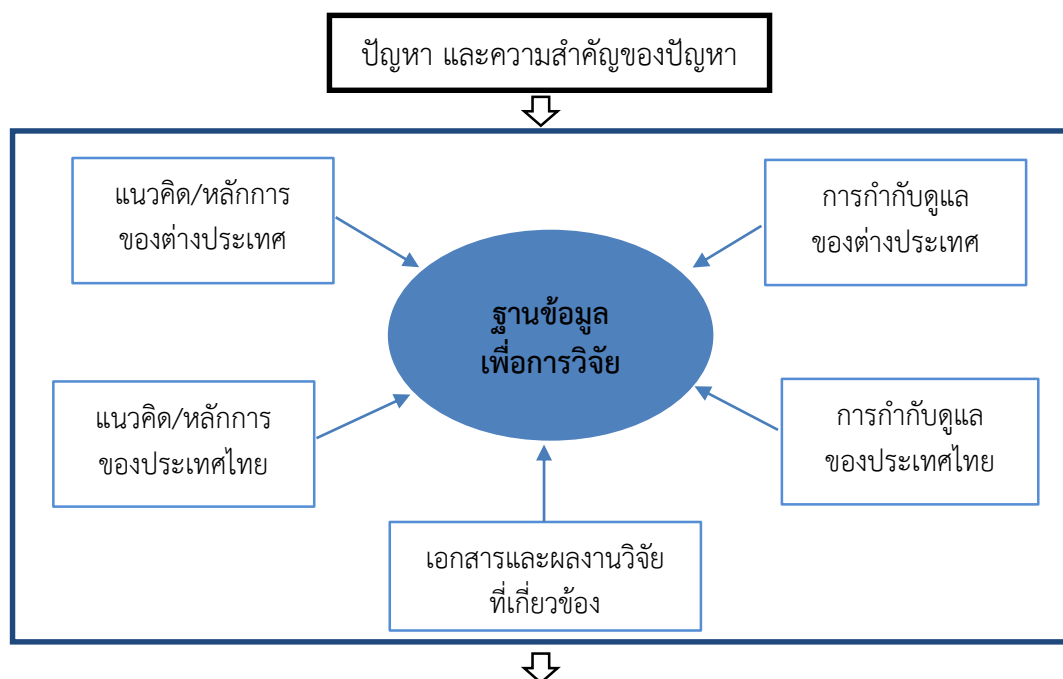 ปัญหา และความสำคัญของปัญหา
แนวคิด/หลักการ
ของต่างประเทศ
การกำกับดูแล
ของต่างประเทศ
ฐานข้อมูล
เพื่อการวิจัย
แนวคิด/หลักการ
ของประเทศไทย
การกำกับดูแล
ของประเทศไทย
เอกสารและผลงานวิจัย
ที่เกี่ยวข้อง